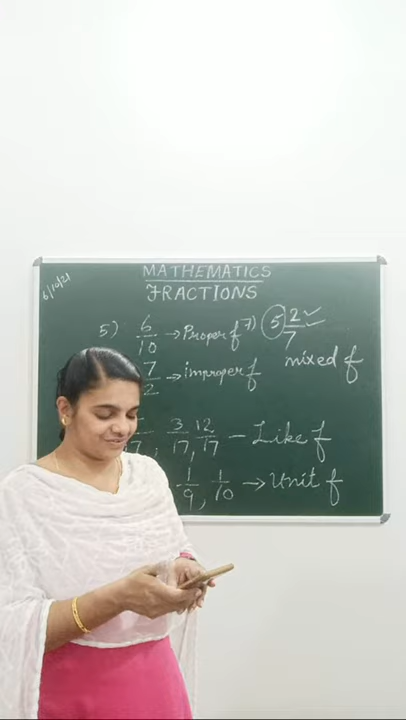 6/10/21
MATHEMATICS
FRACTIONS
5) 6/10 → Proper f
7) 5 2/7 ✓
mixed f
7/2 → improper f
3/17, 12/17 – Like f
1/9, 1/10 → Unit f